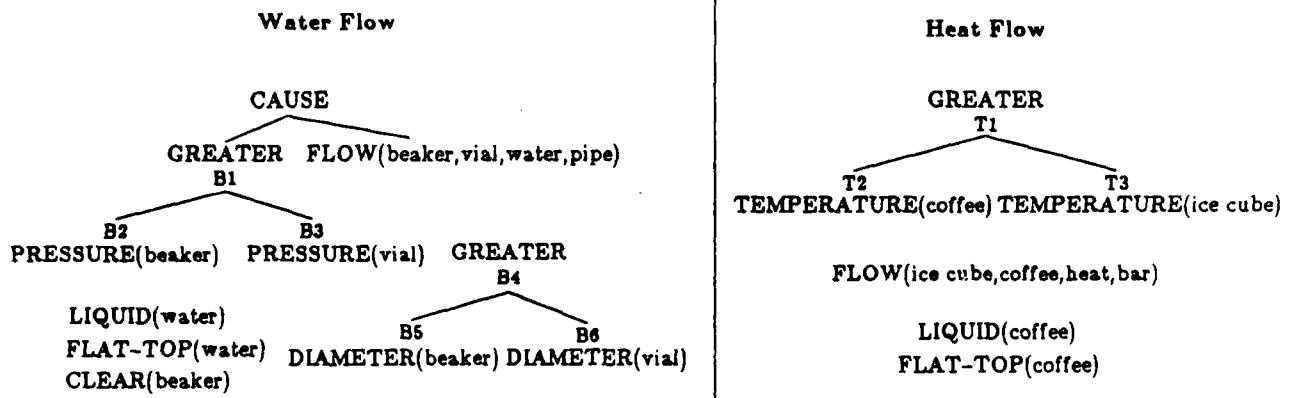 Water Flow
CAUSE
GREATER FLOW(beaker,vial,water,pipe)
B1
B2 B3
PRESSURE(beaker) PRESSURE(vial) GREATER
B4
LIQUID(water)
FLAT-TOP(water)
CLEAR(beaker)
B5 B6
DIAMETER(beaker) DIAMETER(vial)
Heat Flow
GREATER
T1
T2 T3
TEMPERATURE(coffee) TEMPERATURE(ice cube)
FLOW(ice cube,coffee,heat,bar)
LIQUID(coffee)
FLAT-TOP(coffee)